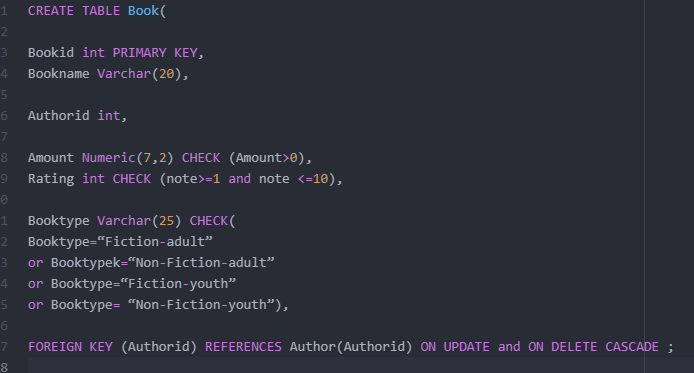 1 CREATE TABLE Book(
2
3 Bookid int PRIMARY KEY,
4 Bookname Varchar(20),
5
6 Authorid int,
7
8 Amount Numeric(7,2) CHECK (Amount>0),
9 Rating int CHECK (note>=1 and note <=10),
0
1 Booktype Varchar(25) CHECK(
2 Booktype=“Fiction-adult”
3 or Booktypek=“Non-Fiction-adult”
4 or Booktype=“Fiction-youth”
5 or Booktype= “Non-Fiction-youth”),
6
7 FOREIGN KEY (Authorid) REFERENCES Author(Authorid) ON UPDATE and ON DELETE CASCADE ;
8